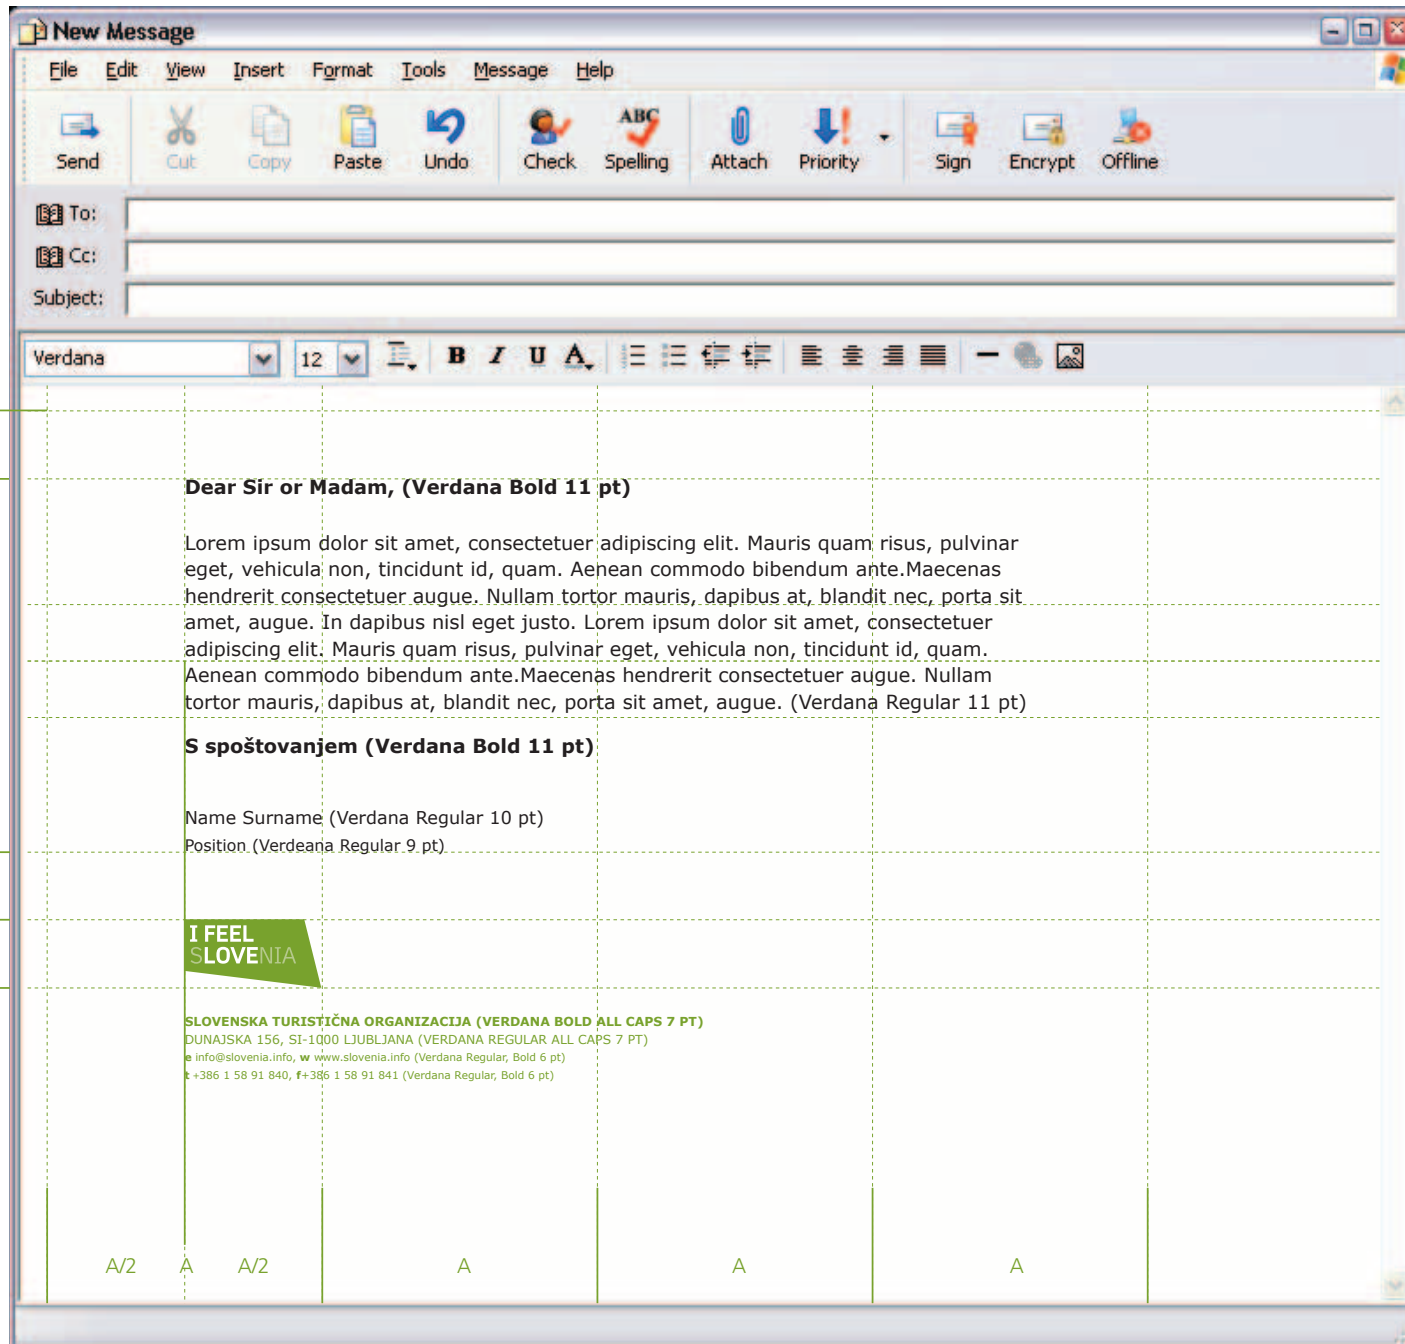 New Message
File Edit View Insert Format Tools Message Help
ABC
Send Cut Copy Paste Undo Check Spelling Attach Priority Sign Encrypt Offline
To:
Cc:
Subject:
Verdana 12 B I U A
Dear Sir or Madam, (Verdana Bold 11 pt)
Lorem ipsum dolor sit amet, consectetuer adipiscing elit. Mauris quam risus, pulvinar
eget, vehicula non, tincidunt id, quam. Aenean commodo bibendum ante.Maecenas
hendrerit consectetuer augue. Nullam tortor mauris, dapibus at, blandit nec, porta sit
amet, augue. In dapibus nisl eget justo. Lorem ipsum dolor sit amet, consectetuer
adipiscing elit. Mauris quam risus, pulvinar eget, vehicula non, tincidunt id, quam.
Aenean commodo bibendum ante.Maecenas hendrerit consectetuer augue. Nullam
tortor mauris, dapibus at, blandit nec, porta sit amet, augue. (Verdana Regular 11 pt)
S spoštovanjem (Verdana Bold 11 pt)
Name Surname (Verdana Regular 10 pt)
Position (Verdeana Regular 9 pt)
I FEEL
SLOVENIA
SLOVENSKA TURISTIČNA ORGANIZACIJA (VERDANA BOLD ALL CAPS 7 PT)
DUNAJSKA 156, SI-1000 LJUBLJANA (VERDANA REGULAR ALL CAPS 7 PT)
e info@slovenia.info, w www.slovenia.info (Verdana Regular, Bold 6 pt)
t +386 1 58 91 840, f+386 1 58 91 841 (Verdana Regular, Bold 6 pt)
A/2 A A/2 A A A